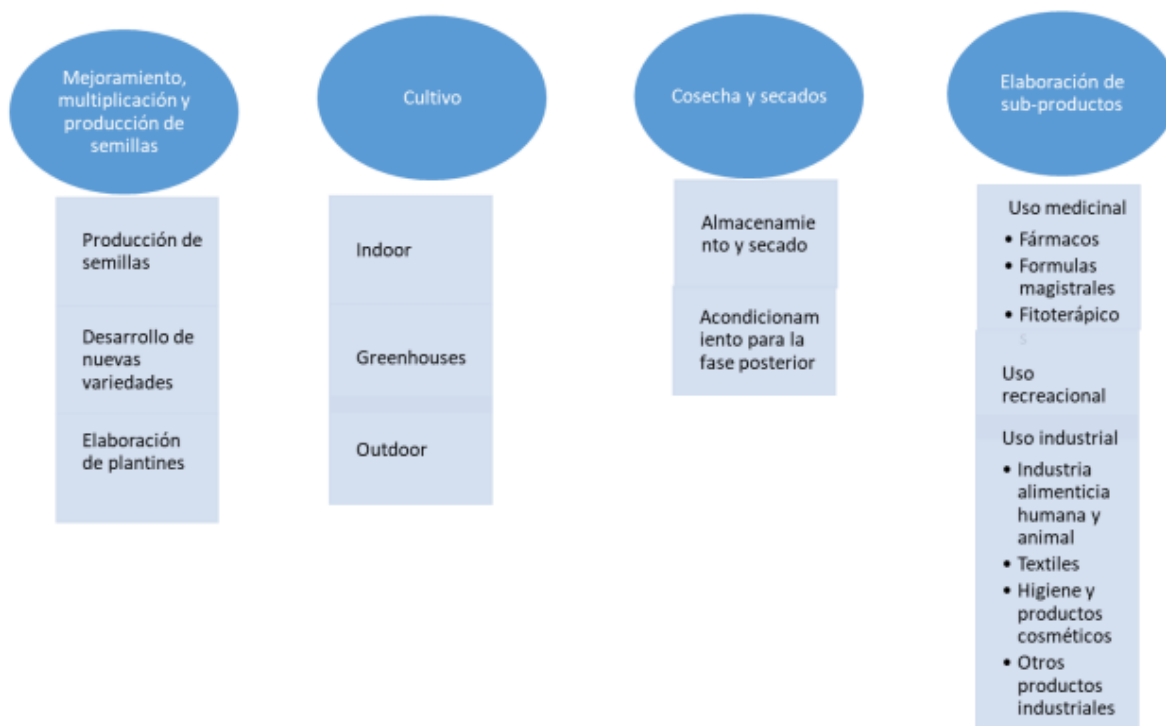 Mejoramiento,
multiplicación y
producción de
semillas
Producción de
semillas
Desarrollo de
nuevas
variedades
Elaboración
de plantines
Cultivo
Indoor
Greenhouses
Outdoor
Cosecha y secados
Almacenamie
nto y secado
Acondicionam
iento para la
fase posterior
Elaboración de
sub-productos
Uso medicinal
• Fármacos
• Formulas
magistrales
• Fitoterápico
s
Uso
recreacional
Uso industrial
• Industria
alimenticia
humana y
animal
• Textiles
• Higiene y
productos
cosméticos
• Otros
productos
industriales